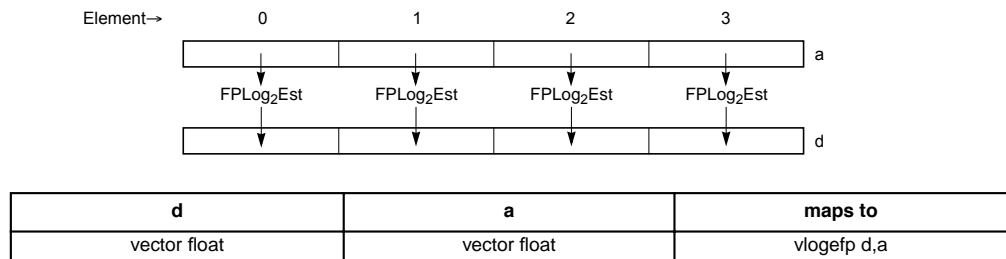 Element→ 0 1 2 3
a
FPLog₂Est FPLog₂Est FPLog₂Est FPLog₂Est
d
d a maps to
vector float vector float vlogefp d,a